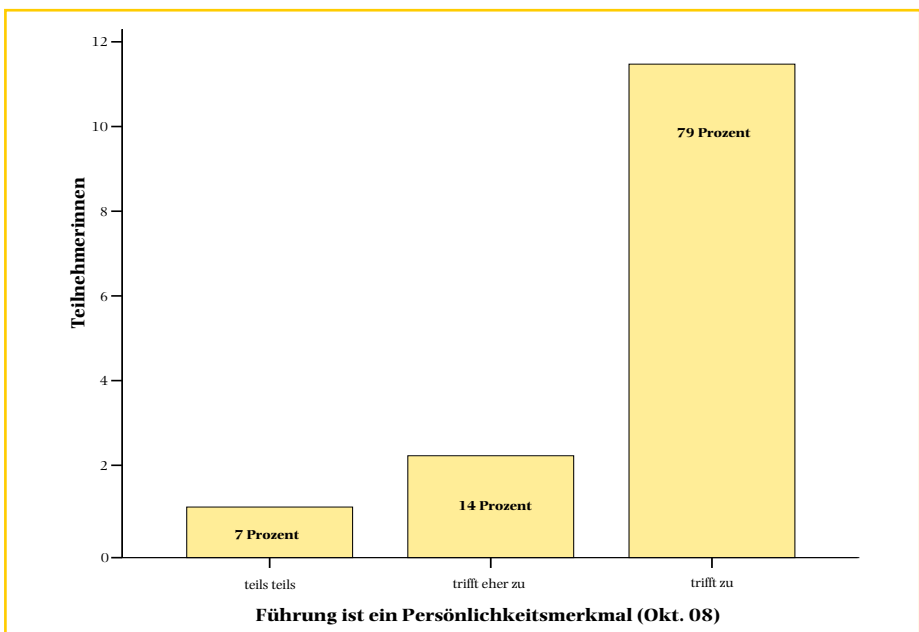 12
10
8
6
4
2
0
Teilnehmerinnen
7 Prozent
14 Prozent
79 Prozent
teils teils
trifft eher zu
trifft zu
Führung ist ein Persönlichkeitsmerkmal (Okt. 08)